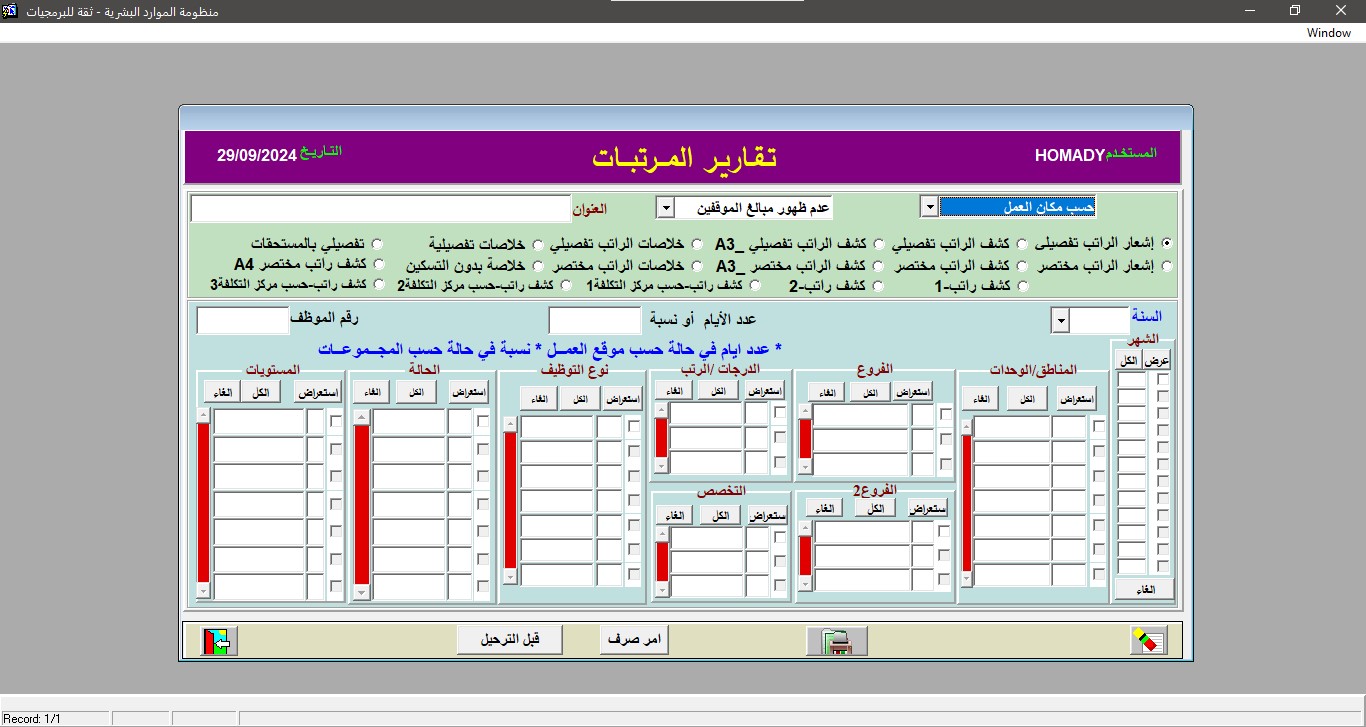 منظومة الموارد البشرية - ثقة للبرمجيات
Window
المستخدم HOMADY
تقارير المرتبات
التاريخ 29/09/2024
حسب مكان العمل
عدم ظهور مبالغ الموقفين
العنوان
إشعار الراتب تفصيلى كشف الراتب تفصيلي كشف الراتب تفصيلي _A3 خلاصات الراتب تفصيلي خلاصات تفصيلية تفصيلي بالمستحقات
إشعار الراتب مختصر كشف الراتب مختصر كشف الراتب مختصر _A3 خلاصات الراتب مختصر خلاصة بدون التسكين كشف راتب مختصر A4
كشف راتب-1 كشف راتب-2 كشف راتب-حسب مركز التكلفة1 كشف راتب-حسب مركز التكلفة2 كشف راتب-حسب مركز التكلفة3
السنة عدد الأيام أو نسبة رقم الموظف
* عدد ايام في حالة حسب موقع العمل * نسبة في حالة حسب المجموعات
الشهر
عرض الكل
الغاء
المناطق/الوحدات
استعراض الكل الغاء
الفروع
استعراض الكل الغاء
الفروع2
استعراض الكل الغاء
الدرجات /الرتب
استعراض الكل الغاء
التخصص
استعراض الكل الغاء
نوع التوظيف
استعراض الكل الغاء
الحالة
استعراض الكل الغاء
المستويات
استعراض الكل الغاء
امر صرف
قبل الترحيل
Record: 1/1